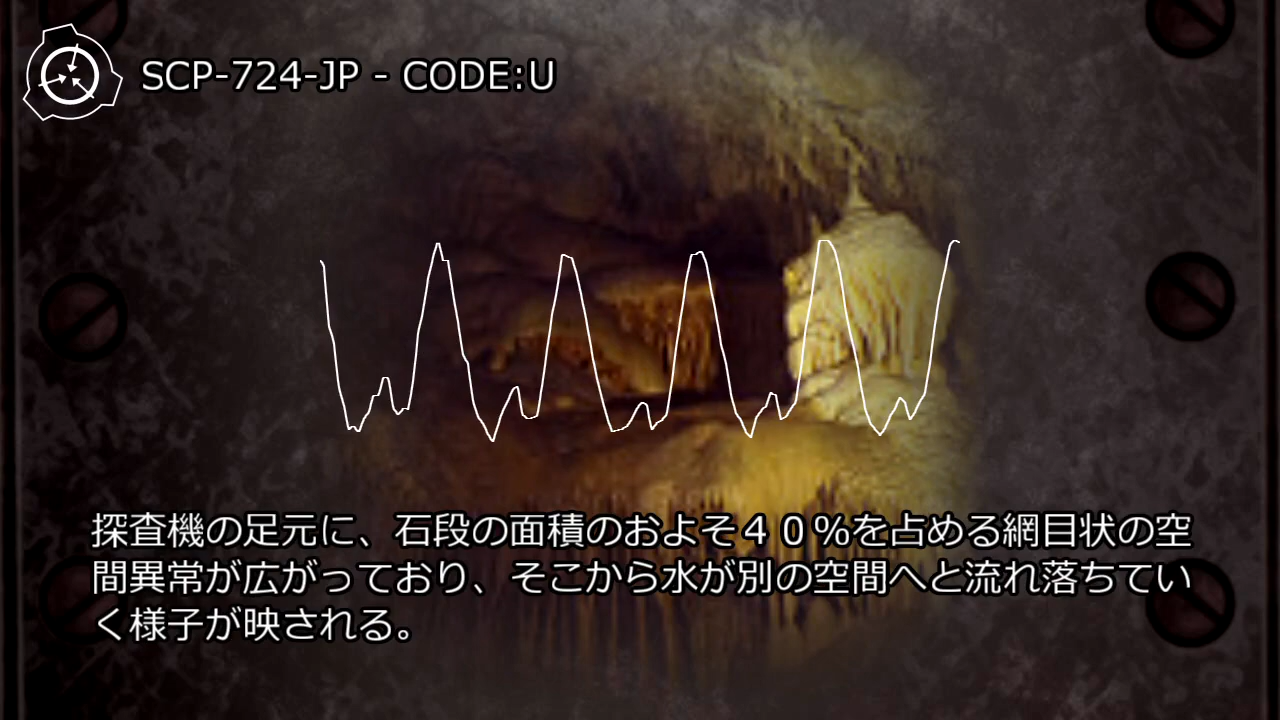 SCP-724-JP - CODE:U
探査機の足元に、石段の面積のおよそ４０％を占める網目状の空
間異常が広がっており、そこから水が別の空間へと流れ落ちてい
く様子が映される。